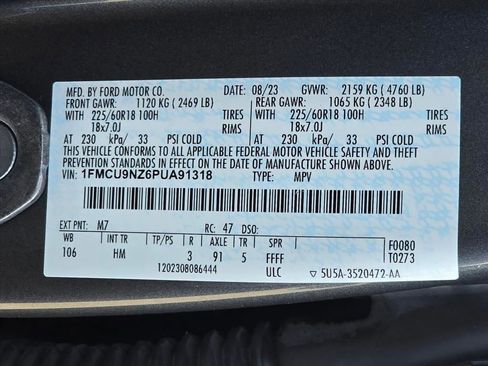 MFD. BY FORD MOTOR CO. DATE: 08/23 GVWR: 2159 KG (4760 LB)
FRONT GAWR: 1120 KG (2469 LB) REAR GAWR: 1065 KG (2348 LB)
WITH 225/60R18 100H TIRES WITH 225/60R18 100H TIRES
18x7.0J RIMS 18x7.0J RIMS
AT 230 kPa/ 33 PSI COLD AT 230 kPa/ 33 PSI COLD
THIS VEHICLE CONFORMS TO ALL APPLICABLE FEDERAL MOTOR VEHICLE SAFETY AND THEFT
PREVENTION STANDARDS IN EFFECT ON THE DATE OF MANUFACTURE SHOWN ABOVE.
VIN: 1FMCU9NZ6PUA91318 TYPE: MPV
EXT PNT: M7 RC: 47 DSO:
WB INT TR TP/PS R AXLE TR SPR F0080
106 HM 3 91 5 FFFF T0273
1202308086444 ULC ▽ 5U5A-3520472-AA